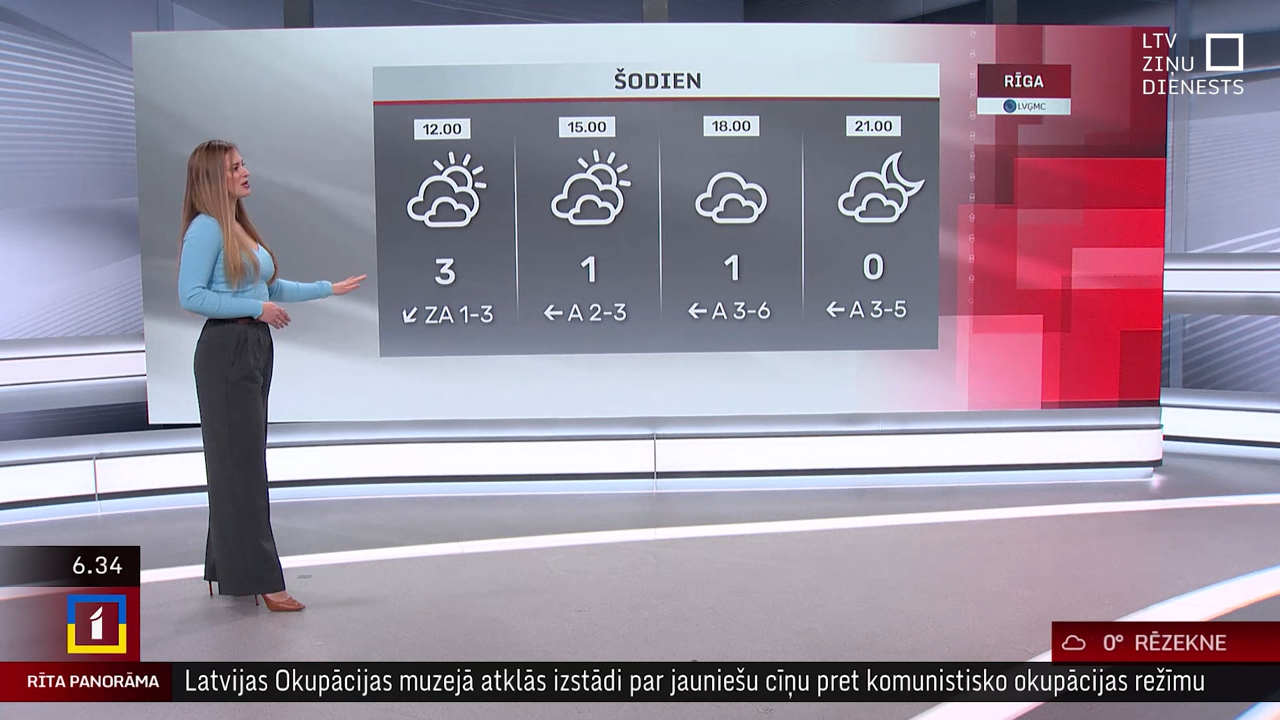 LTV
ZIŅU
DIENESTS
ŠODIEN
RĪGA
LVĢMC
12.00
15.00
18.00
21.00
3
1
1
0
ZA 1-3
A 2-3
A 3-6
A 3-5
6.34
1
0° RĒZEKNE
RĪTA PANORĀMA
Latvijas Okupācijas muzejā atklās izstādi par jauniešu cīņu pret komunistisko okupācijas režīmu